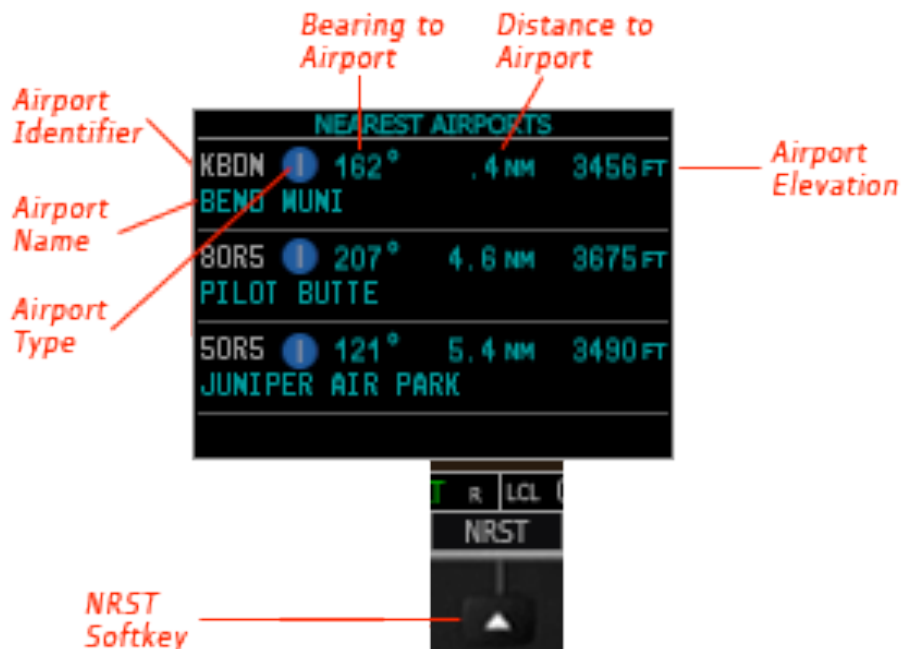 Bearing to
Airport
Distance to
Airport
Airport
Identifier
NEAREST AIRPORTS
KBDN 162° .4 NM 3456 FT
BEND MUNI
Airport
Elevation
Airport
Name
80R5 207° 4.6 NM 3675 FT
PILOT BUTTE
Airport
Type
50R5 121° 5.4 NM 3490 FT
JUNIPER AIR PARK
T R LCL
NRST
NRST
Softkey